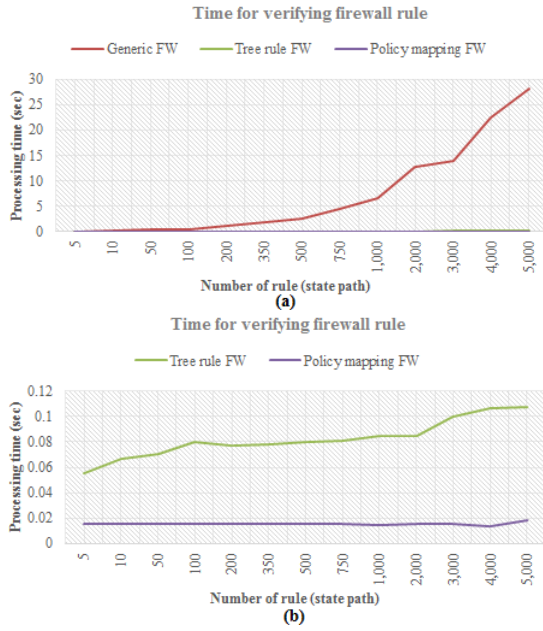 Time for verifying firewall rule
Generic FW Tree rule FW Policy mapping FW
Processing time (sec)
30
25
20
15
10
5
0
5 10 50 100 200 350 500 750 1,000 2,000 3,000 4,000 5,000
Number of rule (state path)
(a)
Time for verifying firewall rule
Tree rule FW Policy mapping FW
Processing time (sec)
0.12
0.1
0.08
0.06
0.04
0.02
0
5 10 50 100 200 350 500 750 1,000 2,000 3,000 4,000 5,000
Number of rule (state path)
(b)